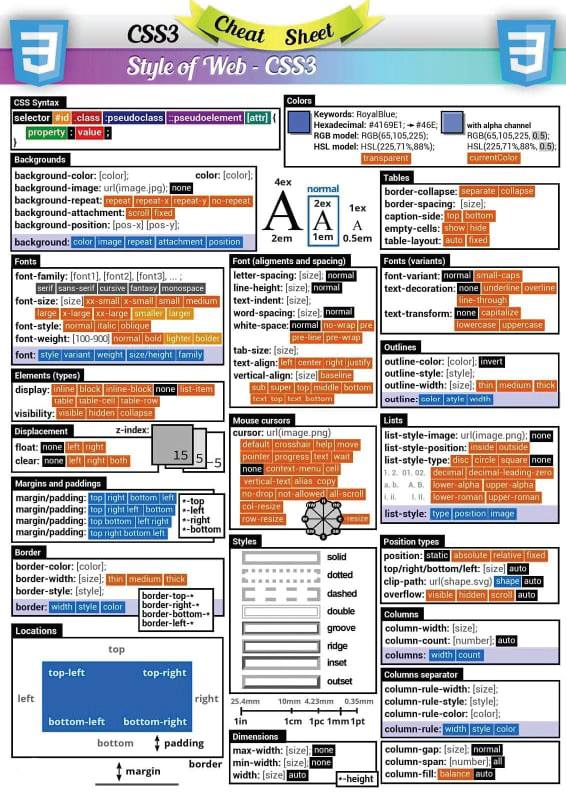 CSS3 Cheat Sheet
Style of Web - CSS3
CSS Syntax
selector #id .class :pseudoclass ::pseudoelement [attr] {
property : value ;
}
Backgrounds
background-color: [color]; color: [color];
background-image: url(image.jpg); none
background-repeat: repeat repeat-x repeat-y no-repeat
background-attachment: scroll fixed
background-position: [pos-x] [pos-y];
background: color image repeat attachment position
4ex
A
2em
normal
2ex
A
1em
1ex
A
0.5em
Colors
Keywords: RoyalBlue;
Hexadecimal: #4169E1; → #46E;
RGB model: RGB(65,105,225);
HSL model: HSL(225,71%,88%);
transparent
with alpha channel
RGB(65,105,225, 0.5);
HSL(225,71%,88%, 0.5);
currentColor
Tables
border-collapse: separate collapse
border-spacing: [size];
caption-side: top bottom
empty-cells: show hide
table-layout: auto fixed
Fonts
font-family: [font1], [font2], [font3], ... ;
serif sans-serif cursive fantasy monospace
font-size: [size] xx-small x-small small medium
large x-large xx-large smaller larger
font-style: normal italic oblique
font-weight: [100-900] normal bold lighter bolder
font: style variant weight size/height family
Font (aligments and spacing)
letter-spacing: [size]; normal
line-height: [size]; normal
text-indent: [size];
word-spacing: [size]; normal
white-space: normal no-wrap pre
pre-line pre-wrap
tab-size: [size];
text-align: left center right justify
vertical-align: [size] baseline
sub super top middle bottom
text top text bottom
Fonts (variants)
font-variant: normal small-caps
text-decoration: none underline overline
line-through
text-transform: none capitalize
lowercase uppercase
Outlines
outline-color: [color]; invert
outline-style: [style];
outline-width: [size]; thin medium thick
outline: color style width
Elements (types)
display: inline block inline-block none list-item
table table-cell table-row
visibility: visible hidden collapse
Displacement
float: none left right
clear: none left right both
z-index:
15
5
-5
Mouse cursors
cursor: url(image.png)
default crosshair help move
pointer progress text wait
none context-menu cell
vertical-text alias copy
no-drop not-allowed all-scroll
col-resize
row-resize
-resize
Lists
list-style-image: url(image.png); none
list-style-position: inside outside
list-style-type: disc circle square none
1. 2. 01. 02. decimal decimal-leading-zero
a. b. A. B. lower-alpha upper-alpha
i. ii. I. II. lower-roman upper-roman
list-style: type position image
Margins and paddings
margin/padding: top right bottom left
margin/padding: top right left bottom
margin/padding: top bottom left right
margin/padding: top right bottom left
*-top
*-left
*-right
*-bottom
Border
border-color: [color];
border-width: [size]; thin medium thick
border-style: [style];
border: width style color
border-top-*
border-right-*
border-bottom-*
border-left-*
Styles
solid
dotted
dashed
double
groove
ridge
inset
outset
Position types
position: static absolute relative fixed
top/right/bottom/left: [size] auto
clip-path: url(shape.svg) shape auto
overflow: visible hidden scroll auto
Columns
column-width: [size];
column-count: [number]; auto
columns: width count
Locations
top
top-left top-right
left right
bottom-left bottom-right
bottom
padding
border
margin
25.4mm 10mm 4.23mm 0.35mm
1in 1cm 1pc 1mm 1pt
Dimensions
max-width: [size]; none
min-width: [size]; none
width: [size] auto
*-height
Columns separator
column-rule-width: [size];
column-rule-style: [style];
column-rule-color: [color];
column-rule: width style color
column-gap: [size]; normal
column-span: [number]; all
column-fill: balance auto